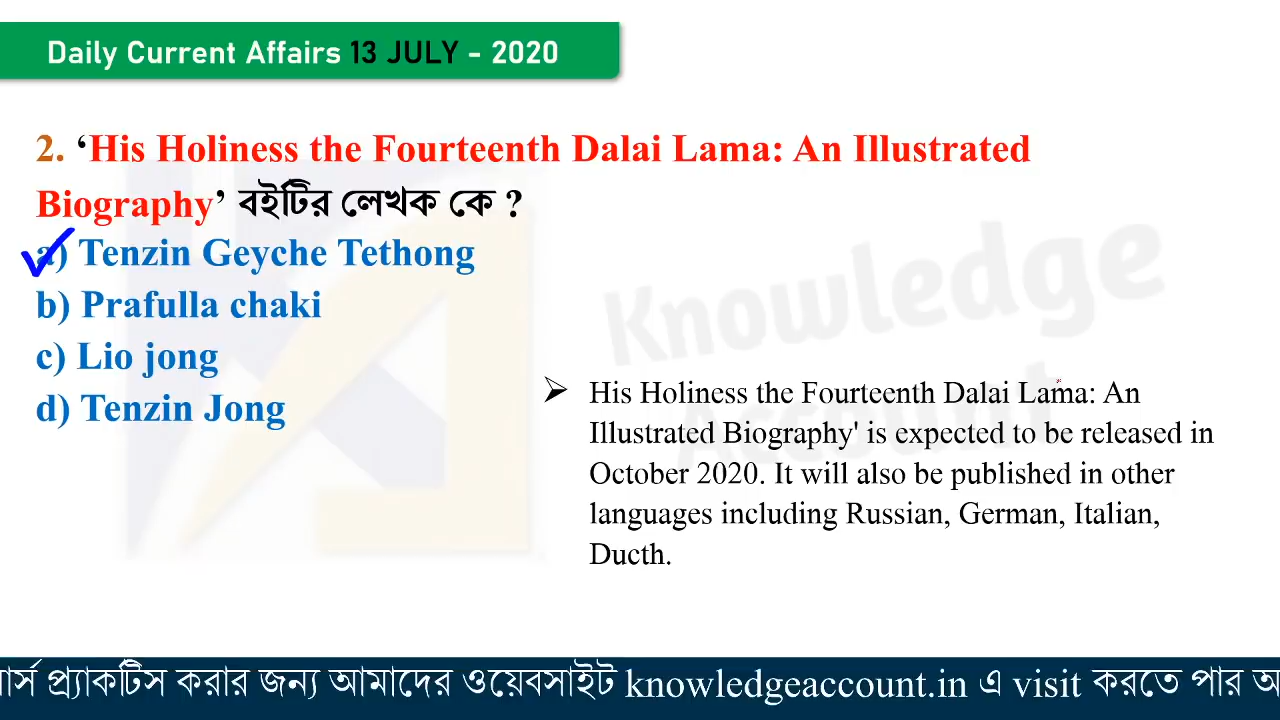 Daily Current Affairs 13 JULY - 2020
2. ‘His Holiness the Fourteenth Dalai Lama: An Illustrated
Biography’ বইটির লেখক কে ?
a) Tenzin Geyche Tethong
b) Prafulla chaki
c) Lio jong
d) Tenzin Jong
Knowledge
Account
➢ His Holiness the Fourteenth Dalai Lama: An
Illustrated Biography' is expected to be released in
October 2020. It will also be published in other
languages including Russian, German, Italian,
Ducth.
প্র্যাকটিস করার জন্য আমাদের ওয়েবসাইট knowledgeaccount.in এ visit করতে পার